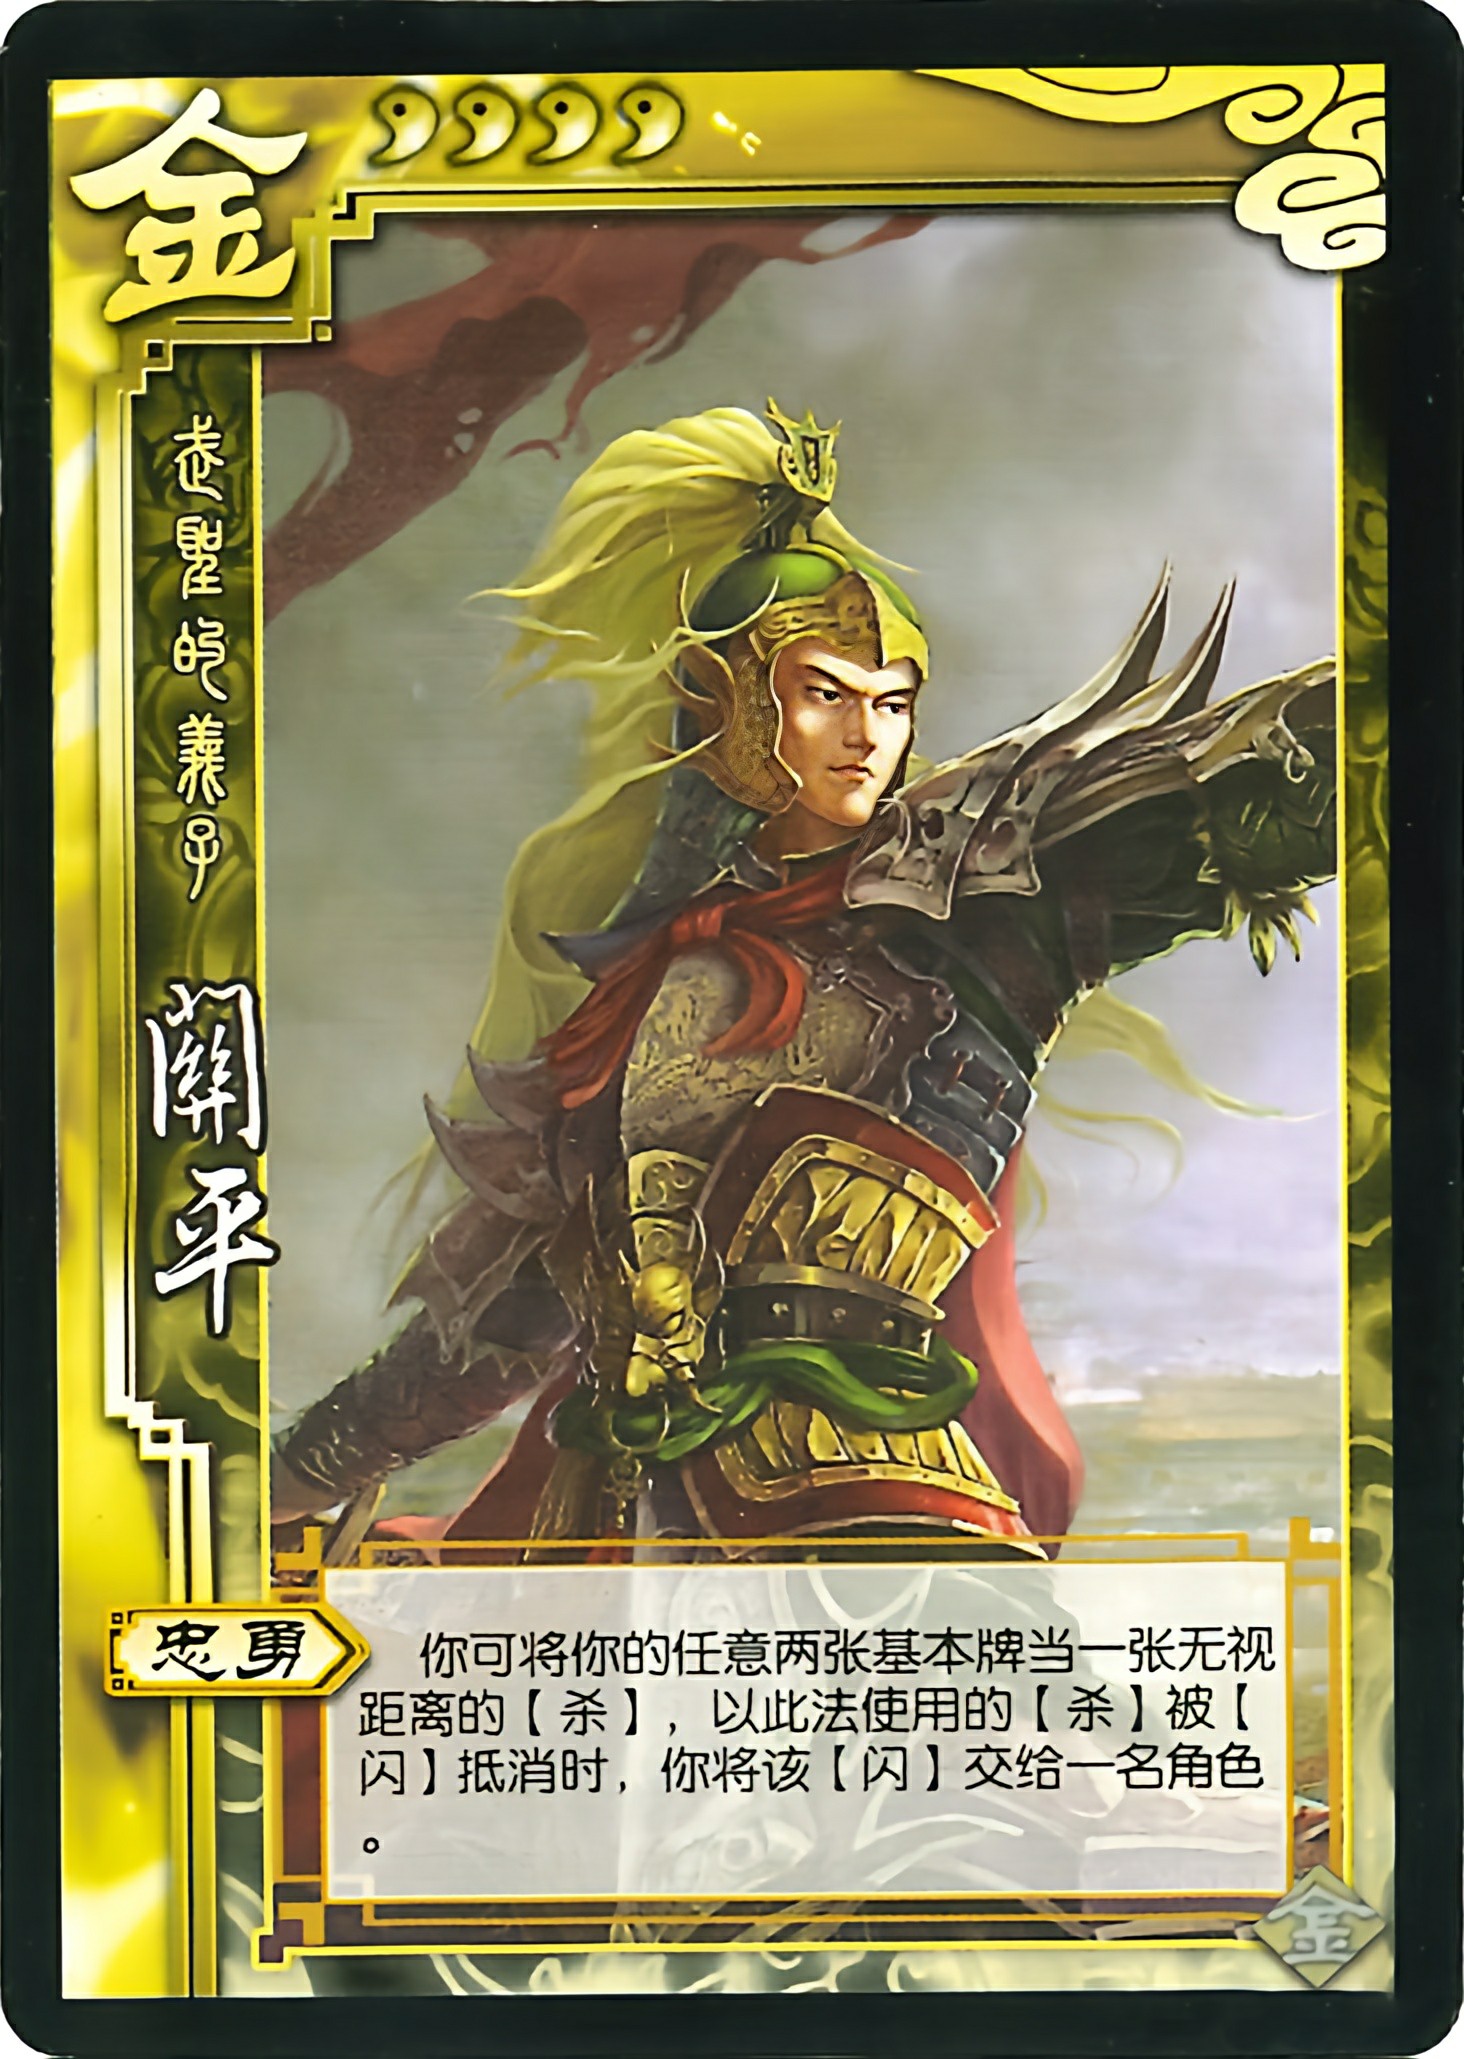 金
武聖的義子
關平
忠勇
你可将你的任意两张基本牌当一张无视
距离的【杀】，以此法使用的【杀】被【
闪】抵消时，你将该【闪】交给一名角色
。
金